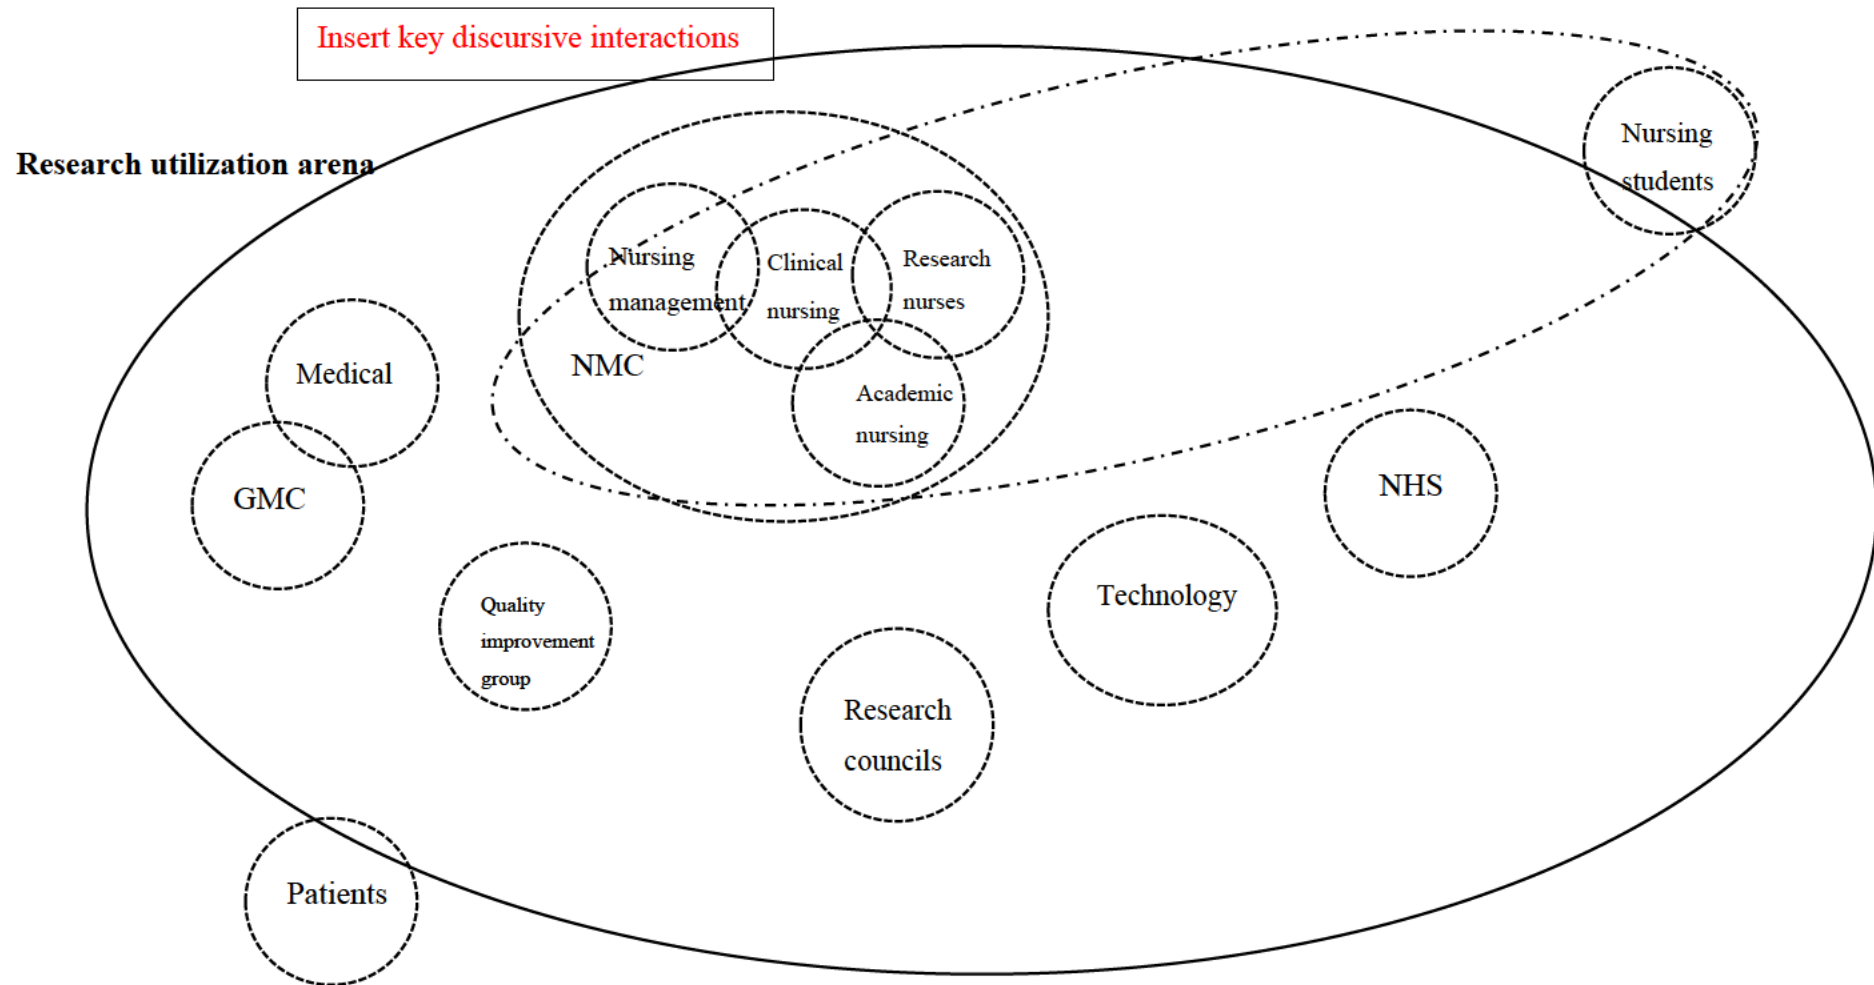 Insert key discursive interactions
Research utilization arena
Nursing
students
Nursing
management
Clinical
nursing
Research
nurses
NMC
Academic
nursing
Medical
GMC
NHS
Quality
improvement
group
Technology
Research
councils
Patients